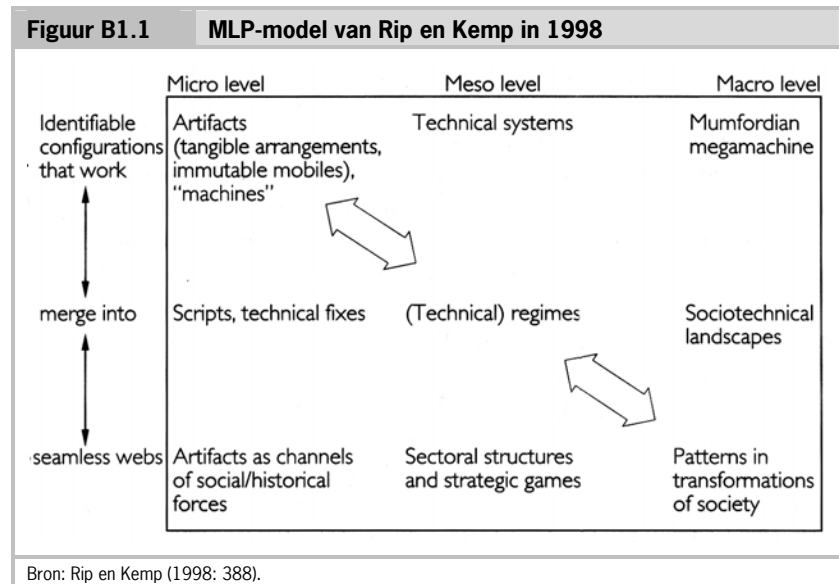 Figuur B1.1 MLP-model van Rip en Kemp in 1998
Micro level Meso level Macro level
Identifiable configurations that work
Artifacts (tangible arrangements, immutable mobiles), "machines"
Technical systems
Mumfordian megamachine
merge into
Scripts, technical fixes
(Technical) regimes
Sociotechnical landscapes
seamless webs
Artifacts as channels of social/historical forces
Sectoral structures and strategic games
Patterns in transformations of society
Bron: Rip en Kemp (1998: 388).